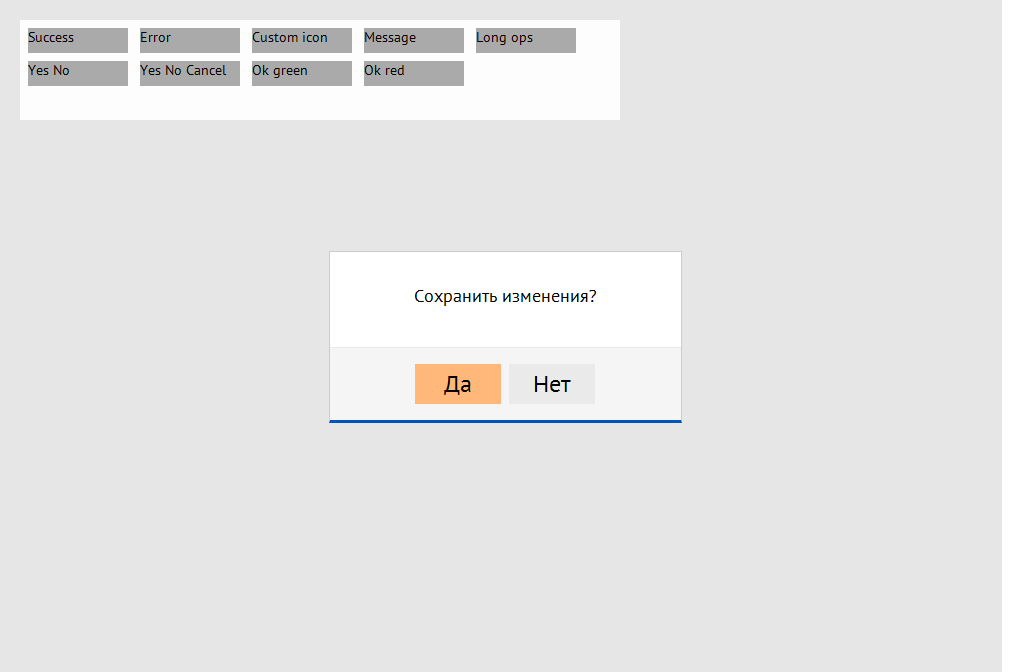 Success Error Custom icon Message Long ops
Yes No Yes No Cancel Ok green Ok red
Сохранить изменения?
Да Нет